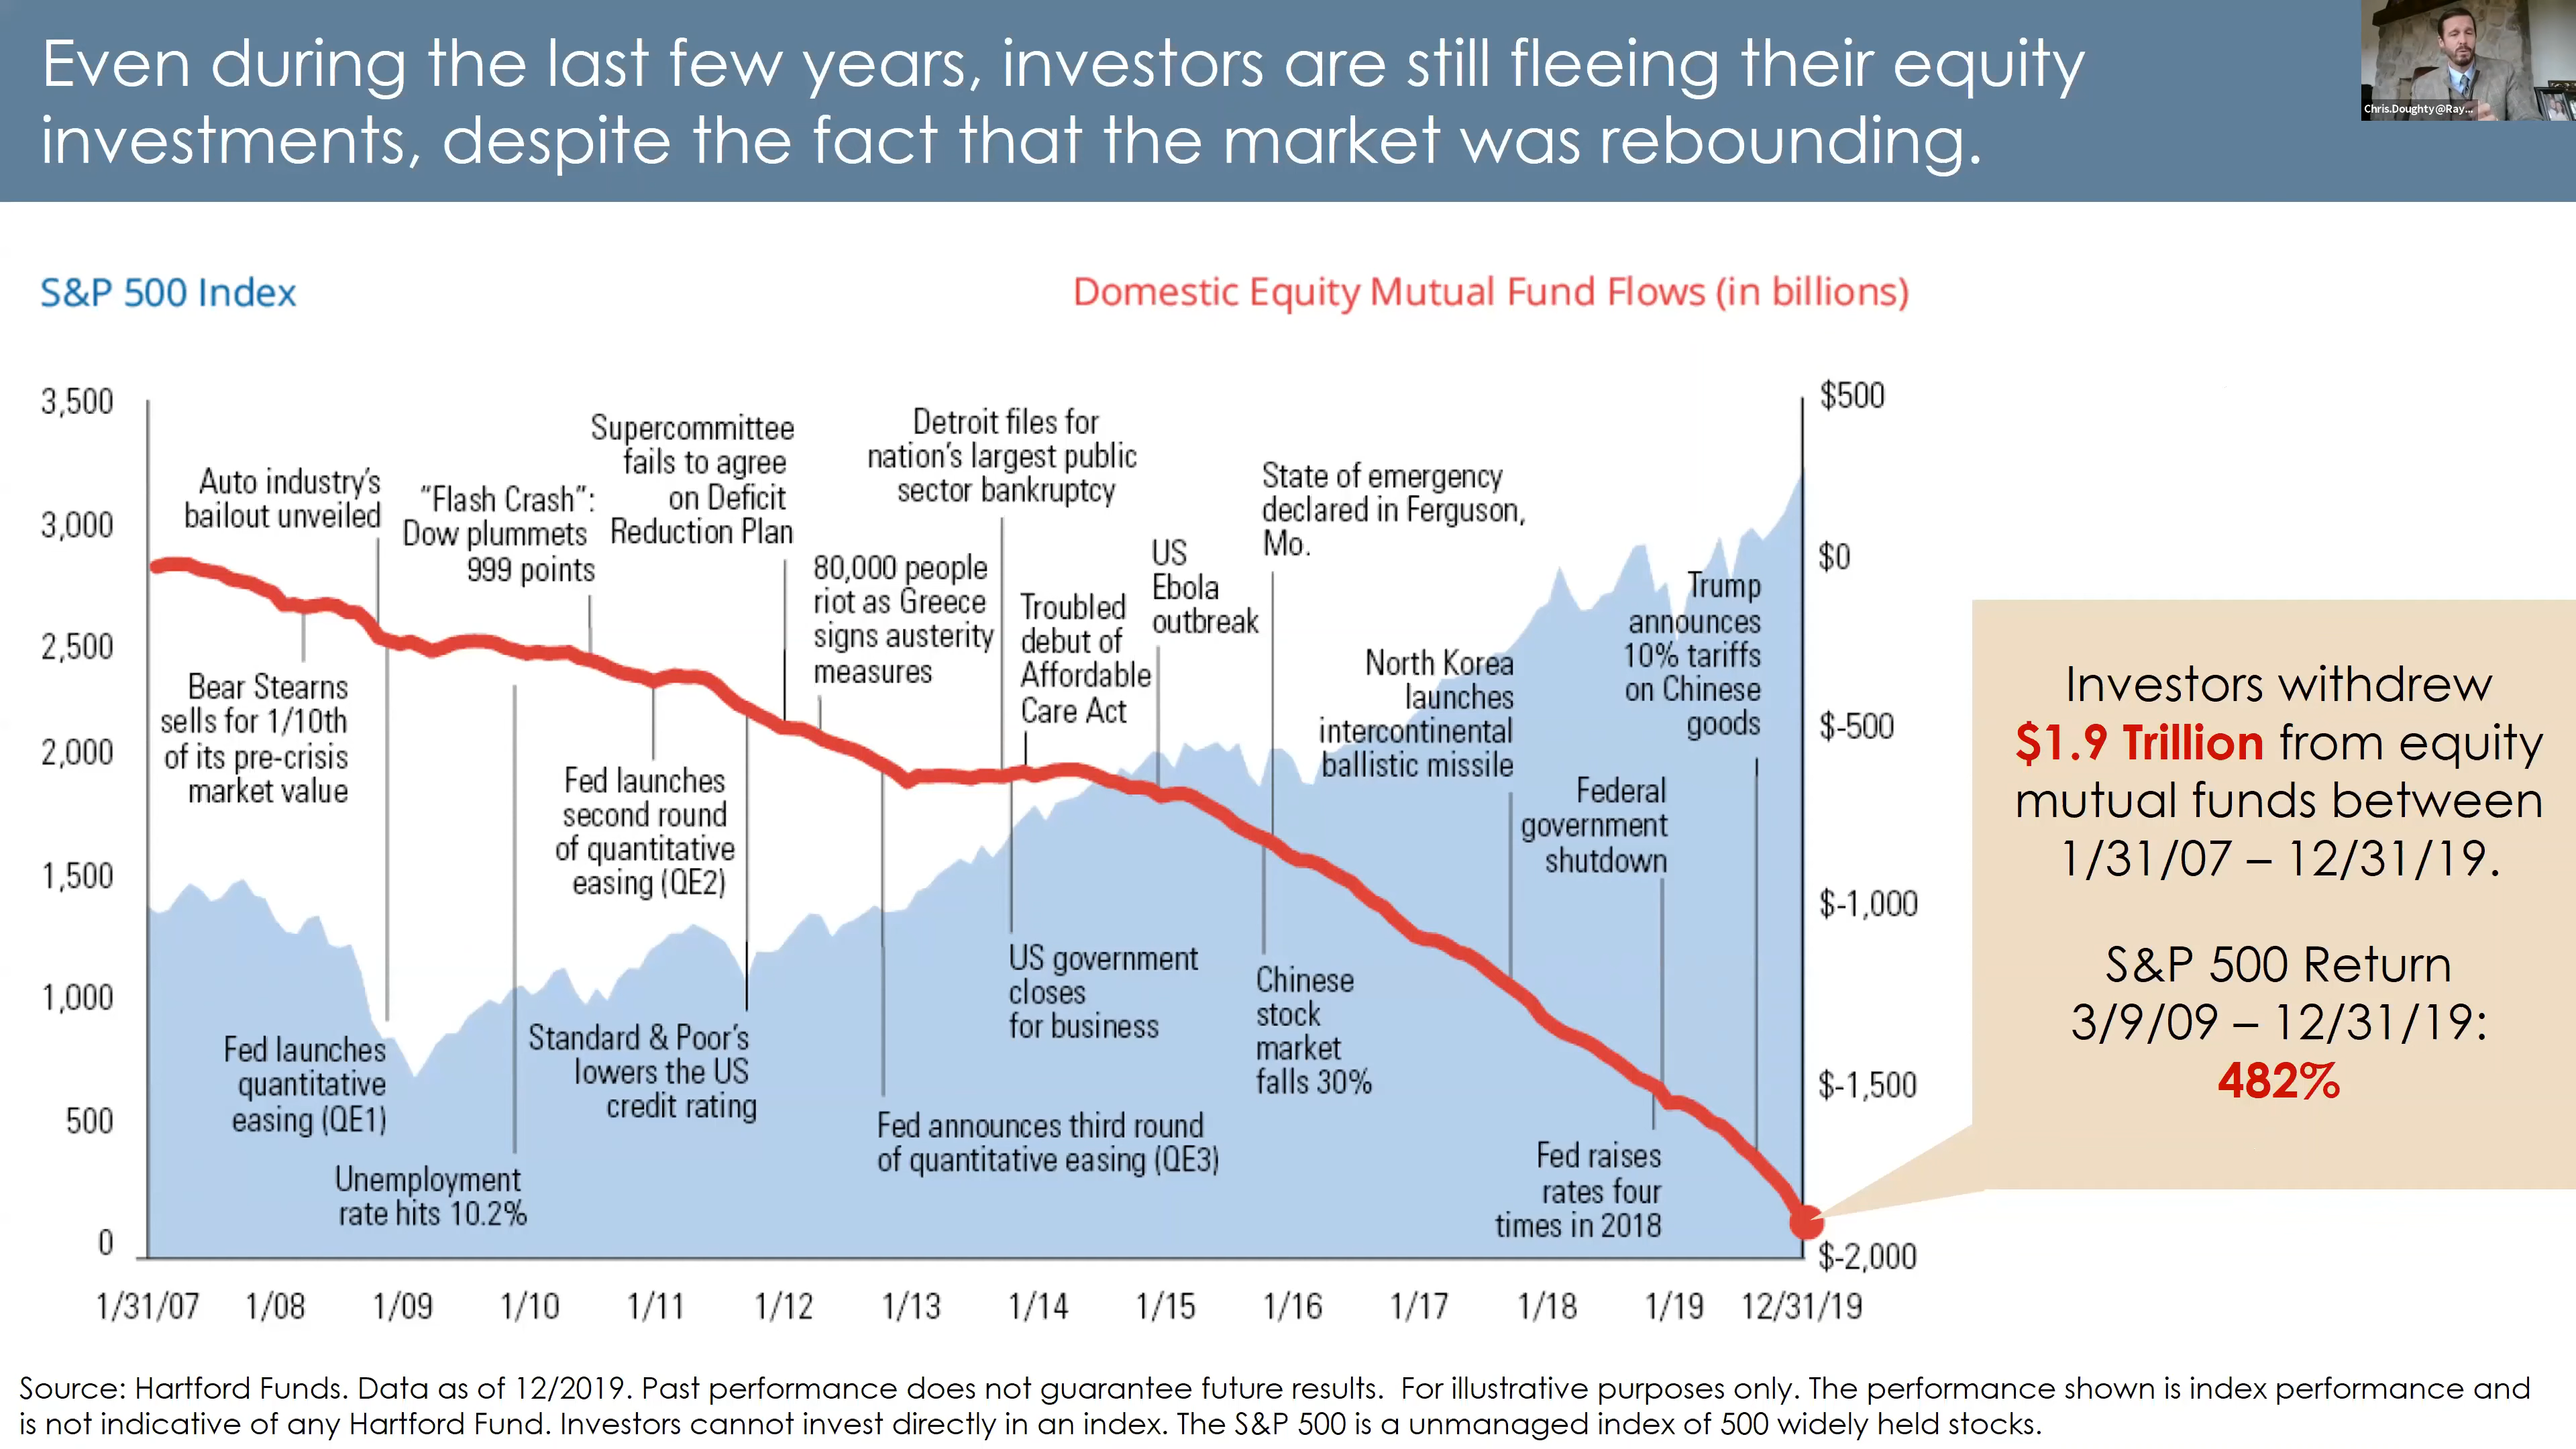 Even during the last few years, investors are still fleeing their equity
investments, despite the fact that the market was rebounding.
Chris.Doughty@Ray...
S&P 500 Index
Domestic Equity Mutual Fund Flows (in billions)
3,500
3,000
2,500
2,000
1,500
1,000
500
0
$500
$0
$-500
$-1,000
$-1,500
$-2,000
Auto industry's
bailout unveiled
"Flash Crash":
Dow plummets
999 points
Supercommittee
fails to agree
on Deficit
Reduction Plan
80,000 people
riot as Greece
signs austerity
measures
Detroit files for
nation's largest public
sector bankruptcy
Troubled
debut of
Affordable
Care Act
US
Ebola
outbreak
State of emergency
declared in Ferguson,
Mo.
North Korea
launches
intercontinental
ballistic missile
Trump
announces
10% tariffs
on Chinese
goods
Federal
government
shutdown
Bear Stearns
sells for 1/10th
of its pre-crisis
market value
Fed launches
quantitative
easing (QE1)
Unemployment
rate hits 10.2%
Fed launches
second round
of quantitative
easing (QE2)
Standard & Poor's
lowers the US
credit rating
Fed announces third round
of quantitative easing (QE3)
US government
closes
for business
Chinese
stock
market
falls 30%
Fed raises
rates four
times in 2018
1/31/07 1/08 1/09 1/10 1/11 1/12 1/13 1/14 1/15 1/16 1/17 1/18 1/19 12/31/19
Investors withdrew
$1.9 Trillion from equity
mutual funds between
1/31/07 – 12/31/19.
S&P 500 Return
3/9/09 – 12/31/19:
482%
Source: Hartford Funds. Data as of 12/2019. Past performance does not guarantee future results.  For illustrative purposes only. The performance shown is index performance and
is not indicative of any Hartford Fund. Investors cannot invest directly in an index. The S&P 500 is a unmanaged index of 500 widely held stocks.